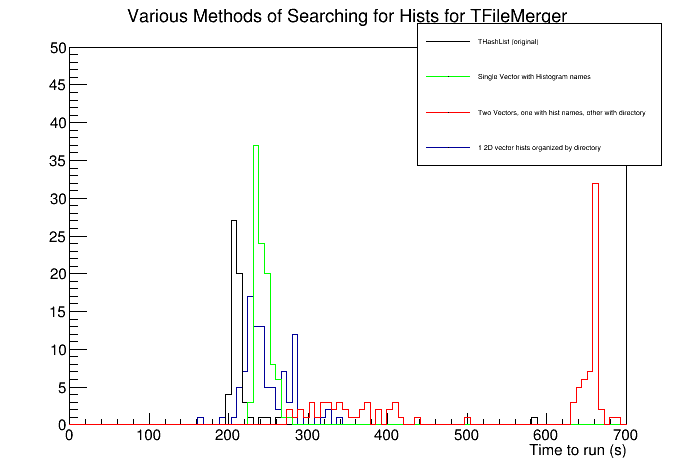 Various Methods of Searching for Hists for TFileMerger
THashList (original)
Single Vector with Histogram names
Two Vectors, one with hist names, other with directory
1 2D vector hists organized by directory
50
45
40
35
30
25
20
15
10
5
0
0 100 200 300 400 500 600 700
Time to run (s)